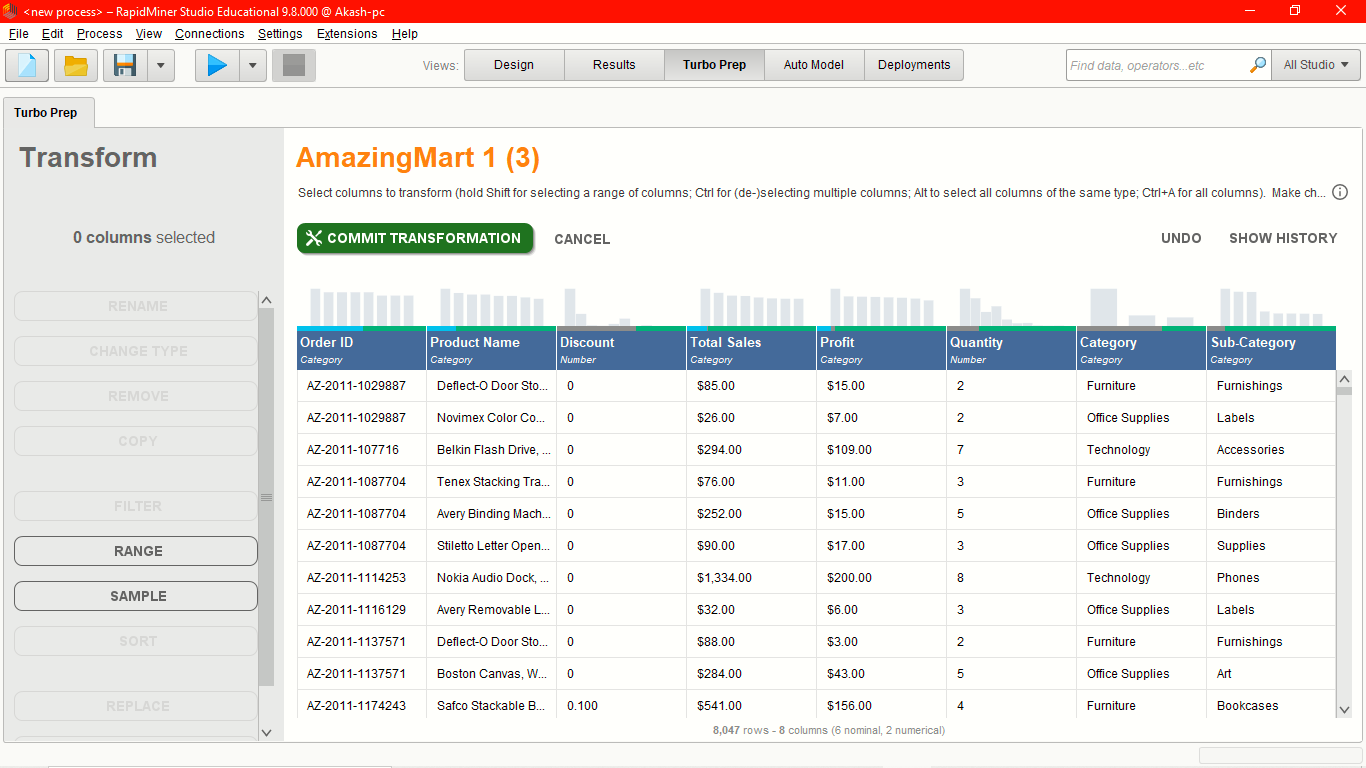 <new process> – RapidMiner Studio Educational 9.8.000 @ Akash-pc
File Edit Process View Connections Settings Extensions Help
Views: Design Results Turbo Prep Auto Model Deployments Find data, operators...etc All Studio
Turbo Prep
Transform
0 columns selected
RENAME
CHANGE TYPE
REMOVE
COPY
FILTER
RANGE
SAMPLE
SORT
REPLACE
AmazingMart 1 (3)
Select columns to transform (hold Shift for selecting a range of columns; Ctrl for (de-)selecting multiple columns; Alt to select all columns of the same type; Ctrl+A for all columns). Make ch...
COMMIT TRANSFORMATION CANCEL UNDO SHOW HISTORY
Order ID Product Name Discount Total Sales Profit Quantity Category Sub-Category
Category Category Number Category Category Number Category Category
AZ-2011-1029887 Deflect-O Door Sto... 0 $85.00 $15.00 2 Furniture Furnishings
AZ-2011-1029887 Novimex Color Co... 0 $26.00 $7.00 2 Office Supplies Labels
AZ-2011-107716 Belkin Flash Drive, ... 0 $294.00 $109.00 7 Technology Accessories
AZ-2011-1087704 Tenex Stacking Tra... 0 $76.00 $11.00 3 Furniture Furnishings
AZ-2011-1087704 Avery Binding Mach... 0 $252.00 $15.00 5 Office Supplies Binders
AZ-2011-1087704 Stiletto Letter Open... 0 $90.00 $17.00 3 Office Supplies Supplies
AZ-2011-1114253 Nokia Audio Dock, ... 0 $1,334.00 $200.00 8 Technology Phones
AZ-2011-1116129 Avery Removable L... 0 $32.00 $6.00 3 Office Supplies Labels
AZ-2011-1137571 Deflect-O Door Sto... 0 $88.00 $3.00 2 Furniture Furnishings
AZ-2011-1137571 Boston Canvas, W... 0 $284.00 $43.00 5 Office Supplies Art
AZ-2011-1174243 Safco Stackable B... 0.100 $541.00 $156.00 4 Furniture Bookcases
8,047 rows - 8 columns (6 nominal, 2 numerical)